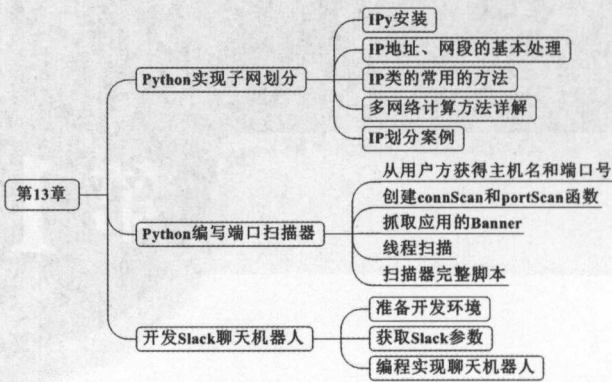 IPy安装
IP地址、网段的基本处理
Python实现子网划分
IP类的常用的方法
多网络计算方法详解
IP划分案例
从用户方获得主机名和端口号
创建connScan和portScan函数
第13章
Python编写端口扫描器
抓取应用的Banner
线程扫描
扫描器完整脚本
准备开发环境
开发Slack聊天机器人
获取Slack参数
编程实现聊天机器人